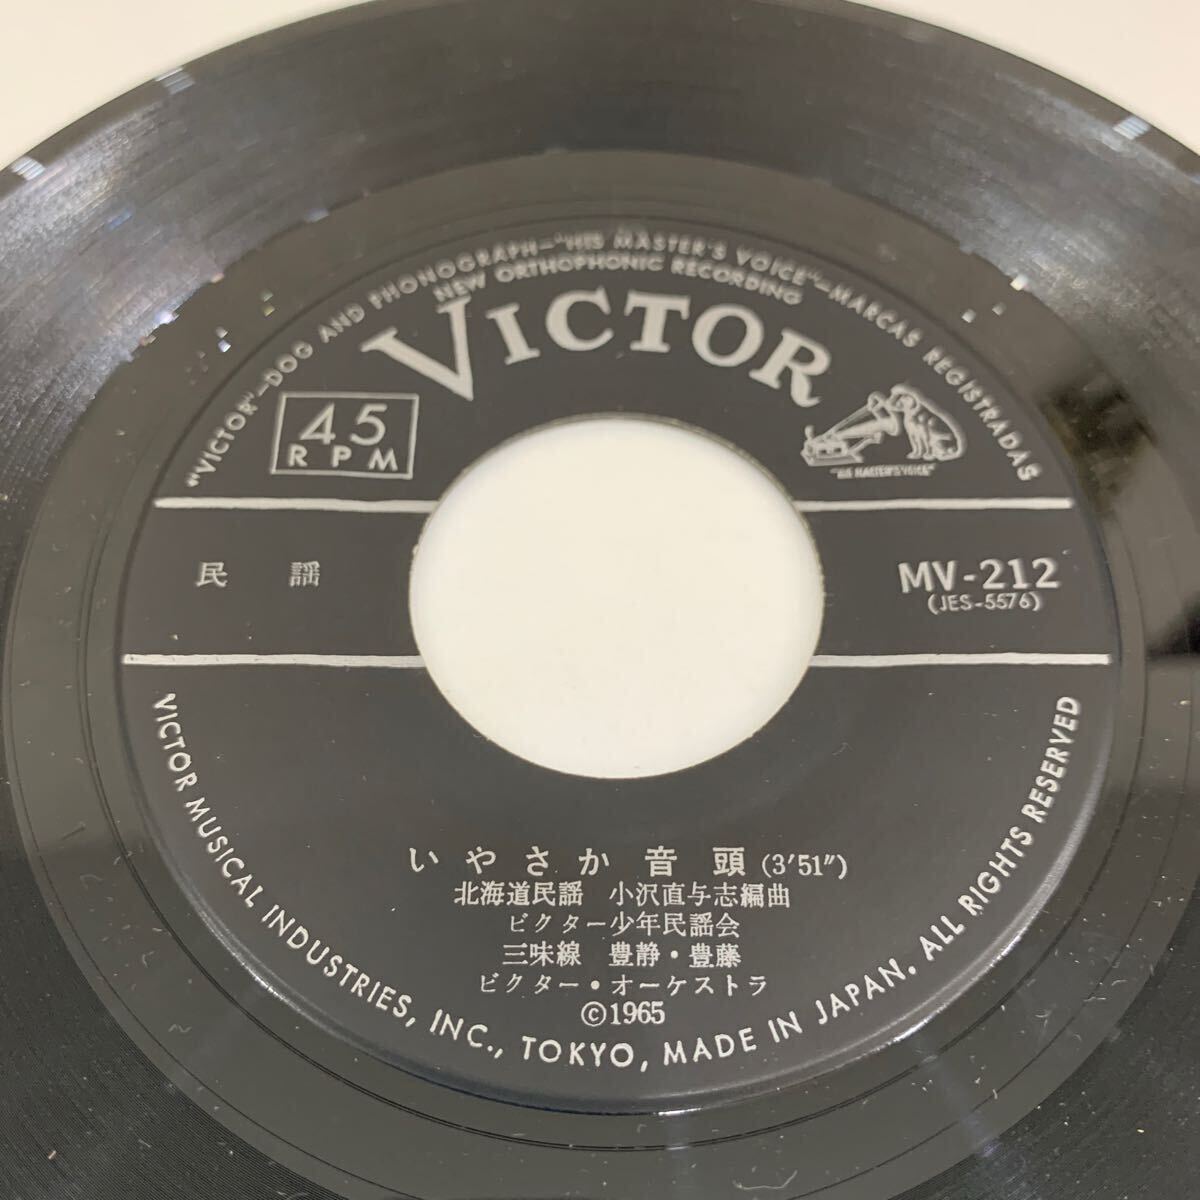 "VICTOR"—DOG AND PHONOGRAPH—"HIS MASTER'S VOICE"—MARCAS REGISTRADAS
NEW ORTHOPHONIC RECORDING
VICTOR
45
RPM
"HIS MASTER'S VOICE"
民謡
MV-212
(JES-5576)
いやさか音頭(3'51")
北海道民謡 小沢直与志編曲
ビクター少年民謡会
三味線 豊静・豊藤
ビクター・オーケストラ
©1965
VICTOR MUSICAL INDUSTRIES, INC., TOKYO, MADE IN JAPAN. ALL RIGHTS RESERVED